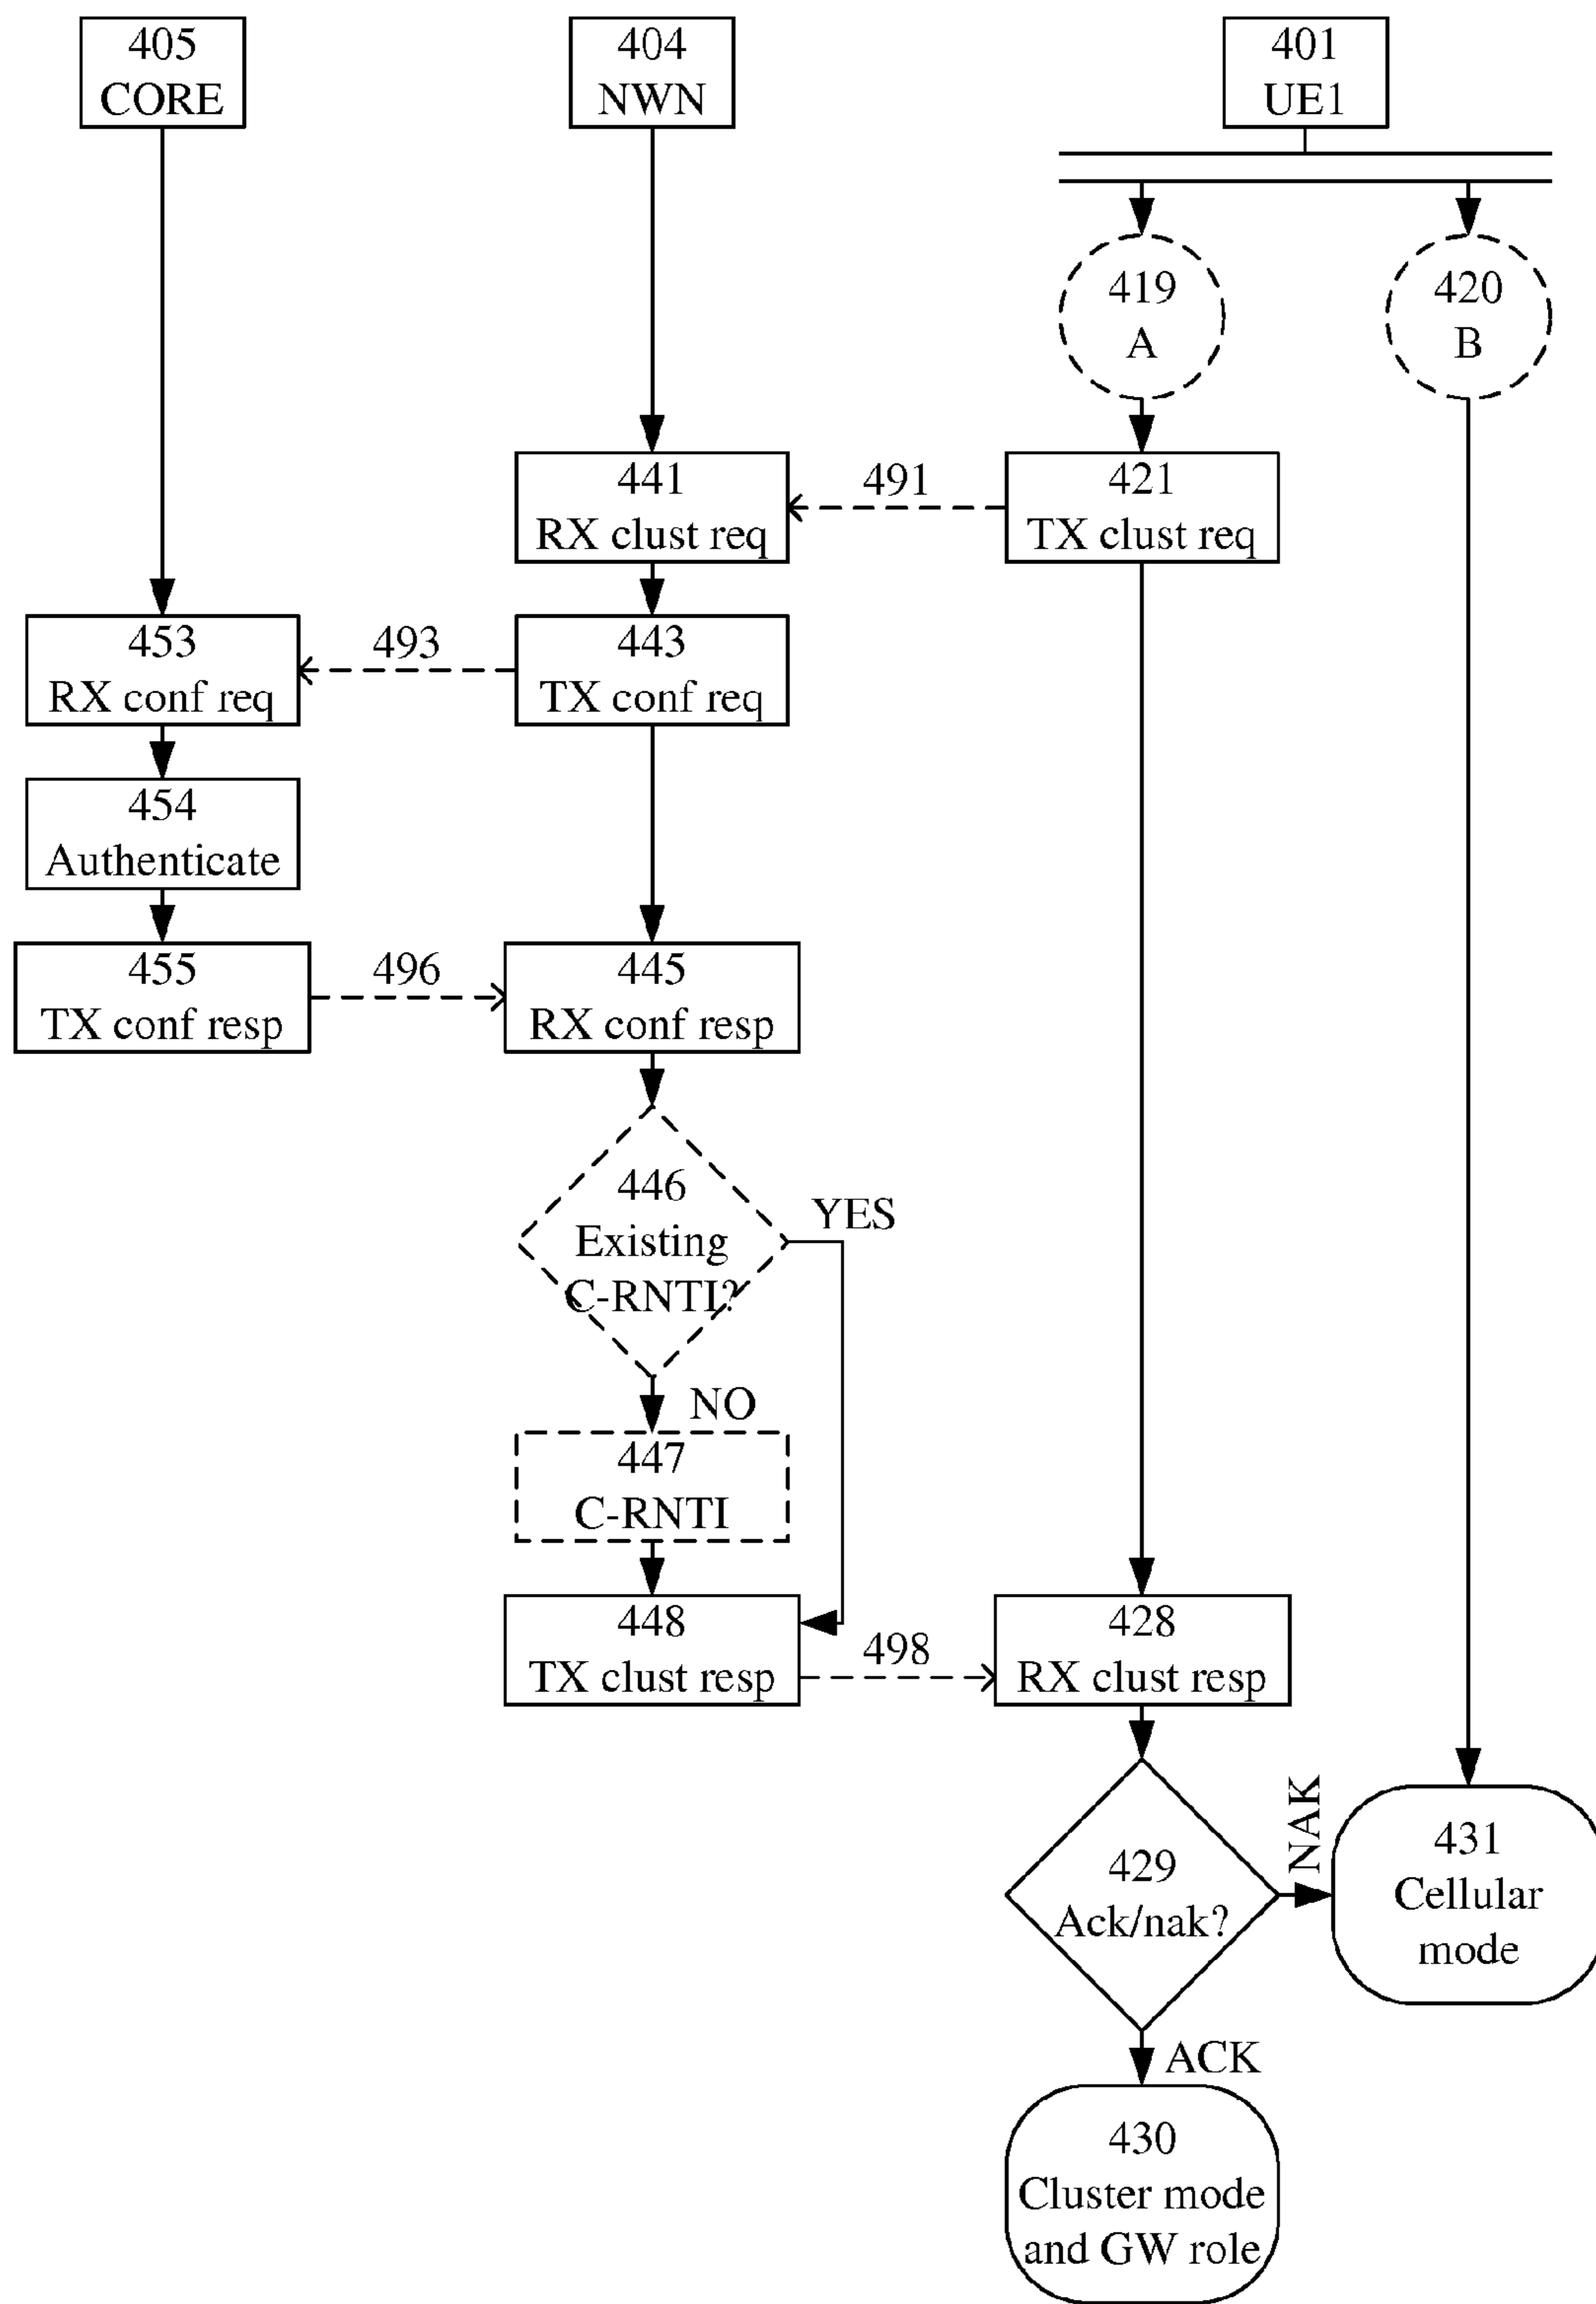 405
CORE
404
NWN
401
UE1
419
A
420
B
441
RX clust req
491
421
TX clust req
453
RX conf req
493
443
TX conf req
454
Authenticate
455
TX conf resp
496
445
RX conf resp
446
Existing
C-RNTI?
YES
NO
447
C-RNTI
448
TX clust resp
498
428
RX clust resp
429
Ack/nak?
NAK
431
Cellular
mode
ACK
430
Cluster mode
and GW role